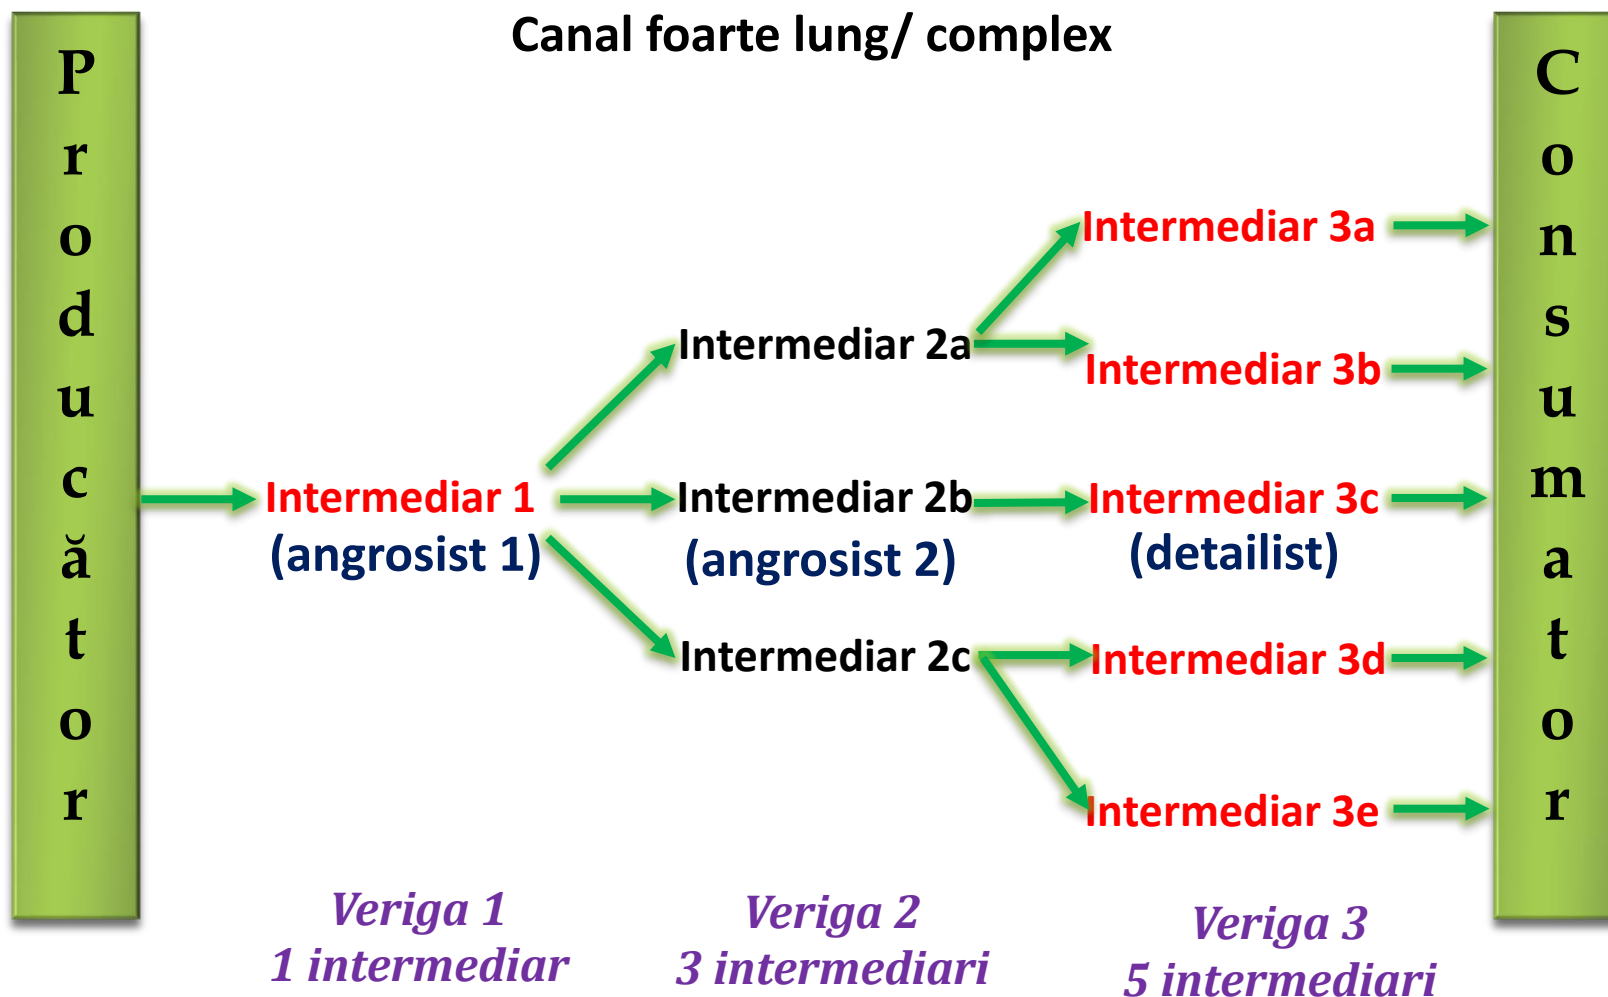 Canal foarte lung/ complex
Producător
Intermediar 1
(angrosist 1)
Intermediar 2a
Intermediar 2b
(angrosist 2)
Intermediar 2c
Intermediar 3a
Intermediar 3b
Intermediar 3c
(detailist)
Intermediar 3d
Intermediar 3e
Consumator
Veriga 1
1 intermediar
Veriga 2
3 intermediari
Veriga 3
5 intermediari